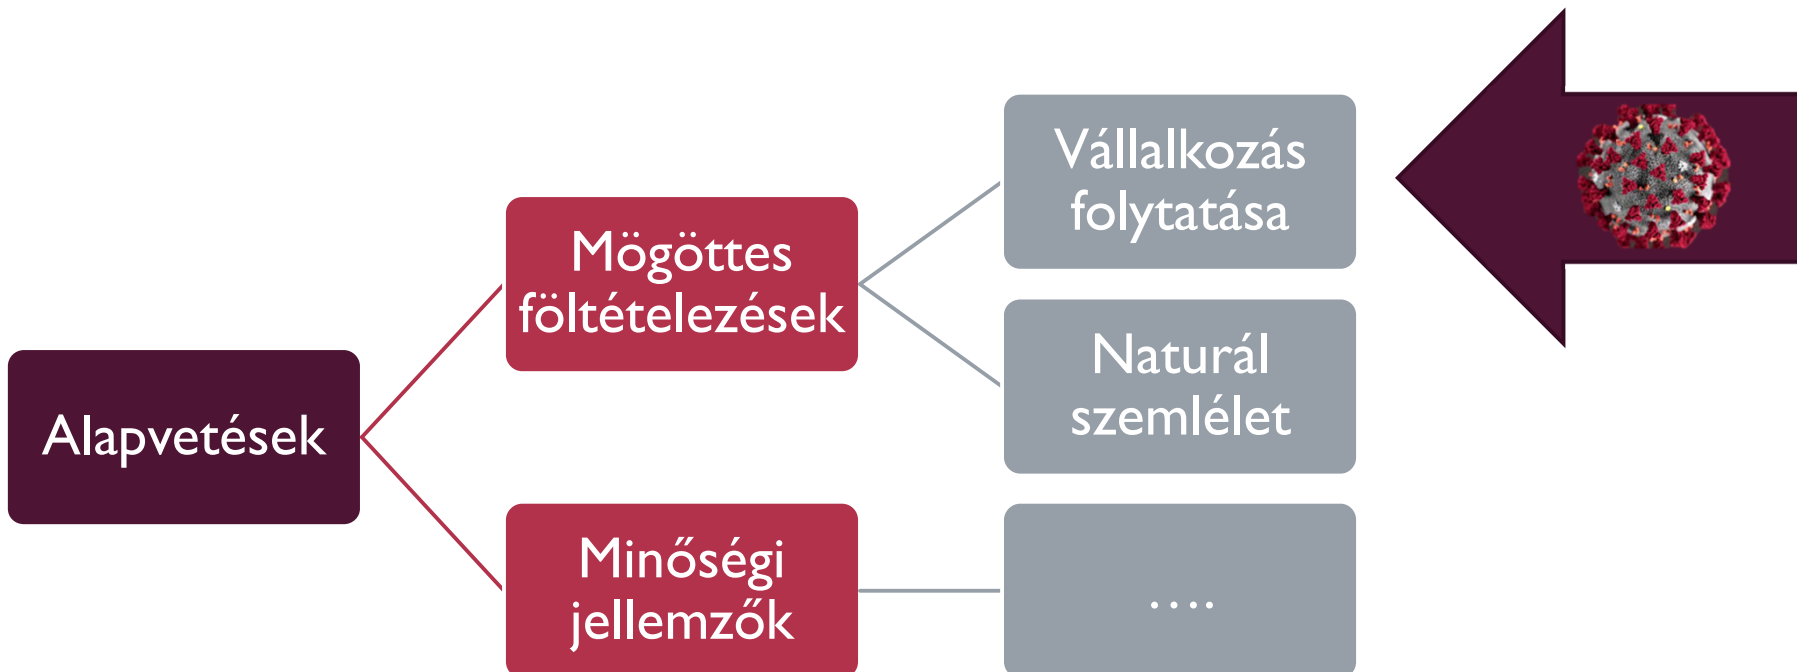 Alapvetések
Mögöttes
föltételezések
Vállalkozás
folytatása
Naturál
szemlélet
Minőségi
jellemzők
....